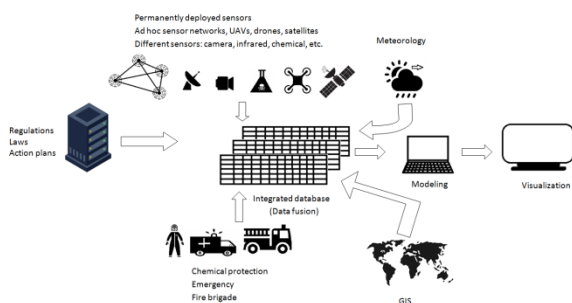 Permanently deployed sensors
Ad hoc sensor networks, UAVs, drones, satellites
Different sensors: camera, infrared, chemical, etc.
Meteorology
Regulations
Laws
Action plans
Integrated database
(Data fusion)
Modeling
Visualization
Chemical protection
Emergency
Fire brigade
GIS